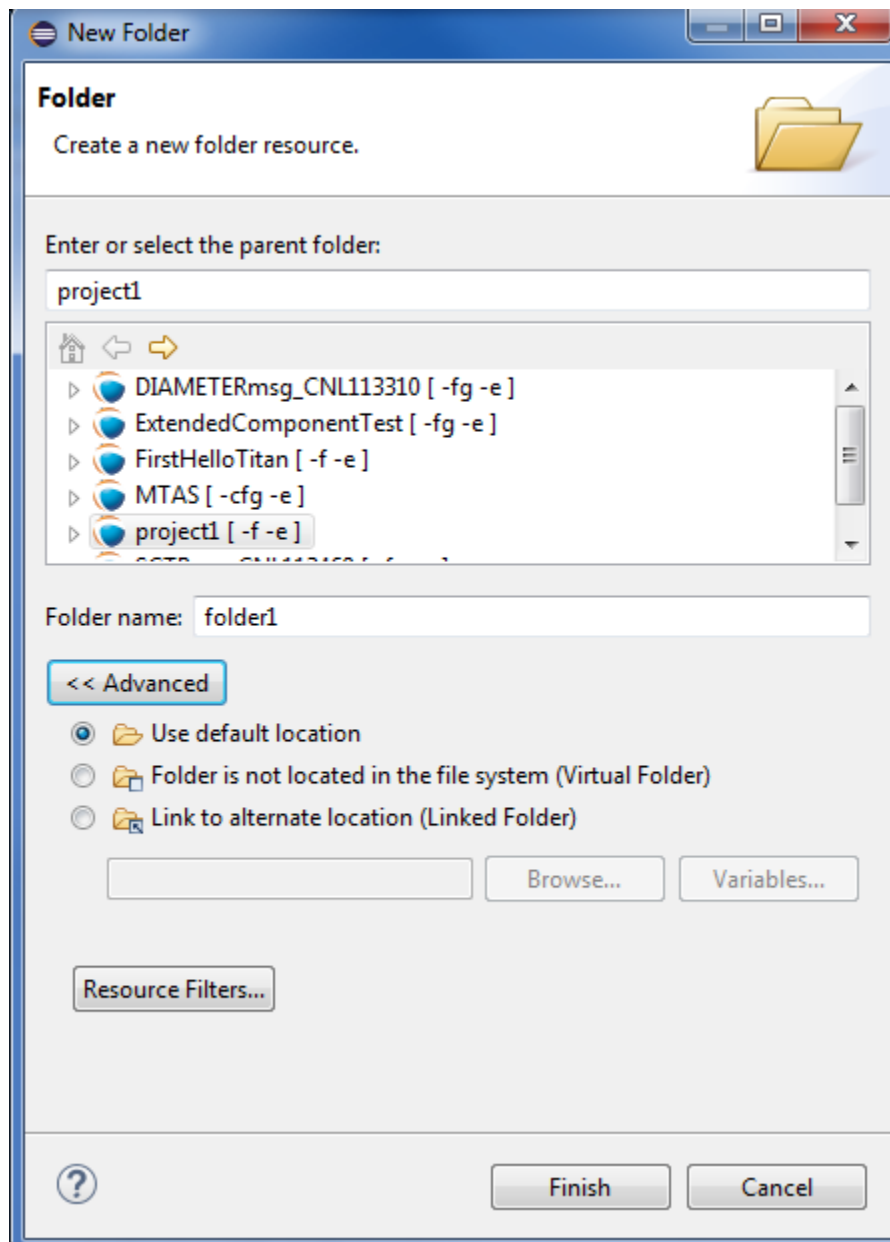 New Folder
Folder
Create a new folder resource.
Enter or select the parent folder:
project1
DIAMETERmsg_CNL113310 [ -fg -e ]
ExtendedComponentTest [ -fg -e ]
FirstHelloTitan [ -f -e ]
MTAS [ -cfg -e ]
project1 [ -f -e ]
Folder name: folder1
<< Advanced
Use default location
Folder is not located in the file system (Virtual Folder)
Link to alternate location (Linked Folder)
Browse... Variables...
Resource Filters...
? Finish Cancel